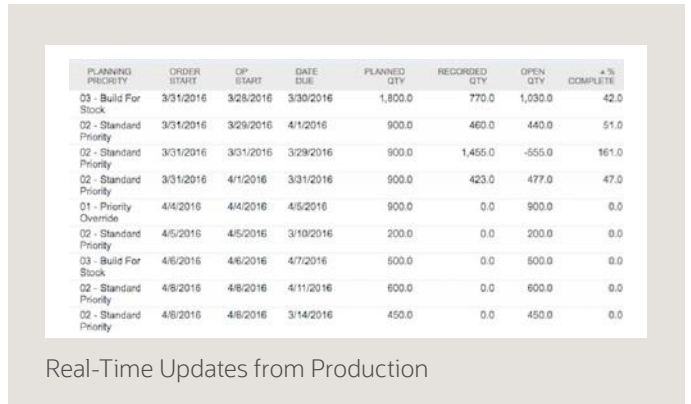 PLANNING PRIORITY ORDER START OP START DATE DUE PLANNED QTY RECORDED QTY OPEN QTY ▲ % COMPLETE
03 - Build For Stock 3/31/2016 3/28/2016 3/30/2016 1,800.0 770.0 1,030.0 42.0
02 - Standard Priority 3/31/2016 3/29/2016 4/1/2016 900.0 460.0 440.0 51.0
02 - Standard Priority 3/31/2016 3/31/2016 3/29/2016 900.0 1,455.0 -555.0 161.0
02 - Standard Priority 3/31/2016 4/1/2016 3/31/2016 900.0 423.0 477.0 47.0
01 - Priority Override 4/4/2016 4/4/2016 4/5/2016 900.0 0.0 900.0 0.0
02 - Standard Priority 4/5/2016 4/5/2016 3/10/2016 200.0 0.0 200.0 0.0
03 - Build For Stock 4/6/2016 4/6/2016 4/7/2016 500.0 0.0 500.0 0.0
02 - Standard Priority 4/8/2016 4/8/2016 4/11/2016 600.0 0.0 600.0 0.0
02 - Standard Priority 4/8/2016 4/8/2016 3/14/2016 450.0 0.0 450.0 0.0
Real-Time Updates from Production